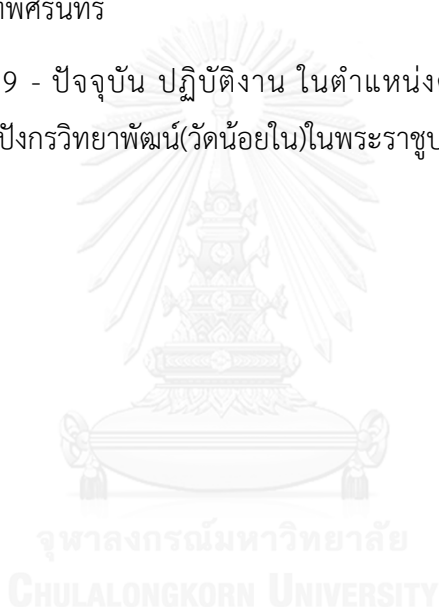 พศิรินทร์
9 - ปัจจุบัน ปฏิบัติงาน ในตำแหน่ง
ปังกรวิทยาพัฒน์(วัดน้อยใน)ในพระราชู
จุฬาลงกรณ์มหาวิทยาลัย
CHULALONGKORN UNIVERSITY